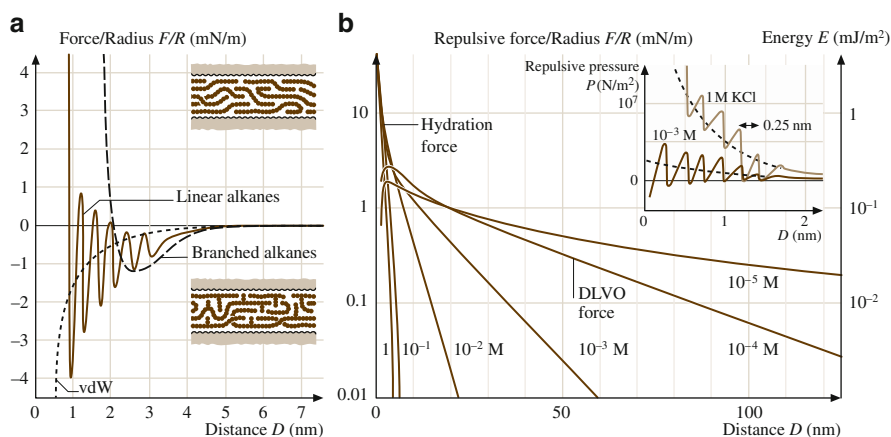 a
Force/Radius F/R (mN/m)
4
3
2
1
0
–1
–2
–3
–4
Linear alkanes
Branched alkanes
vdW
0 1 2 3 4 5 6 7
Distance D (nm)
b
Repulsive force/Radius F/R (mN/m)
Energy E (mJ/m²)
10
1
0.1
0.01
Hydration
force
DLVO
force
1
10⁻¹
10⁻² M
10⁻³ M
10⁻⁴ M
10⁻⁵ M
1
10⁻¹
10⁻²
0 50 100
Distance D (nm)
Repulsive pressure
P (N/m²)
10⁷
0
1 M KCl
10⁻³ M
0.25 nm
0 1 2
D (nm)